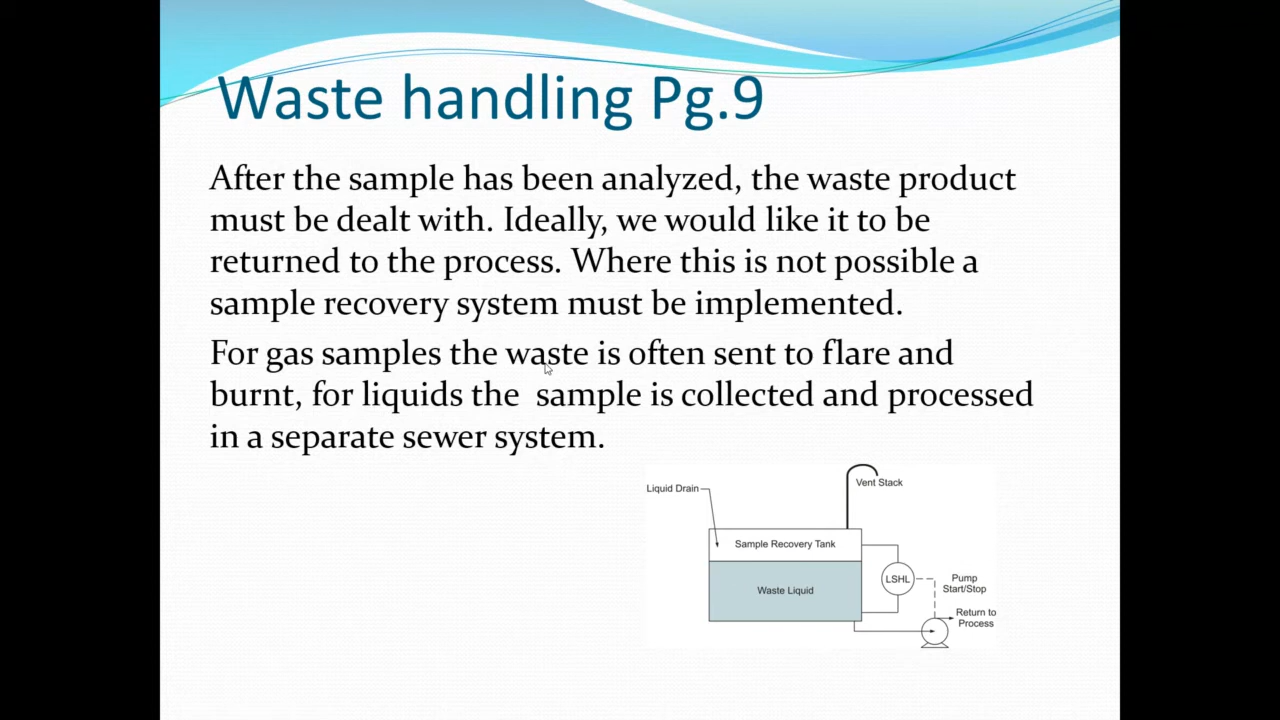 Waste handling Pg.9
After the sample has been analyzed, the waste product
must be dealt with. Ideally, we would like it to be
returned to the process. Where this is not possible a
sample recovery system must be implemented.
For gas samples the waste is often sent to flare and
burnt, for liquids the  sample is collected and processed
in a separate sewer system.
Liquid Drain
Vent Stack
Sample Recovery Tank
Waste Liquid
LSHL
Pump
Start/Stop
Return to
Process